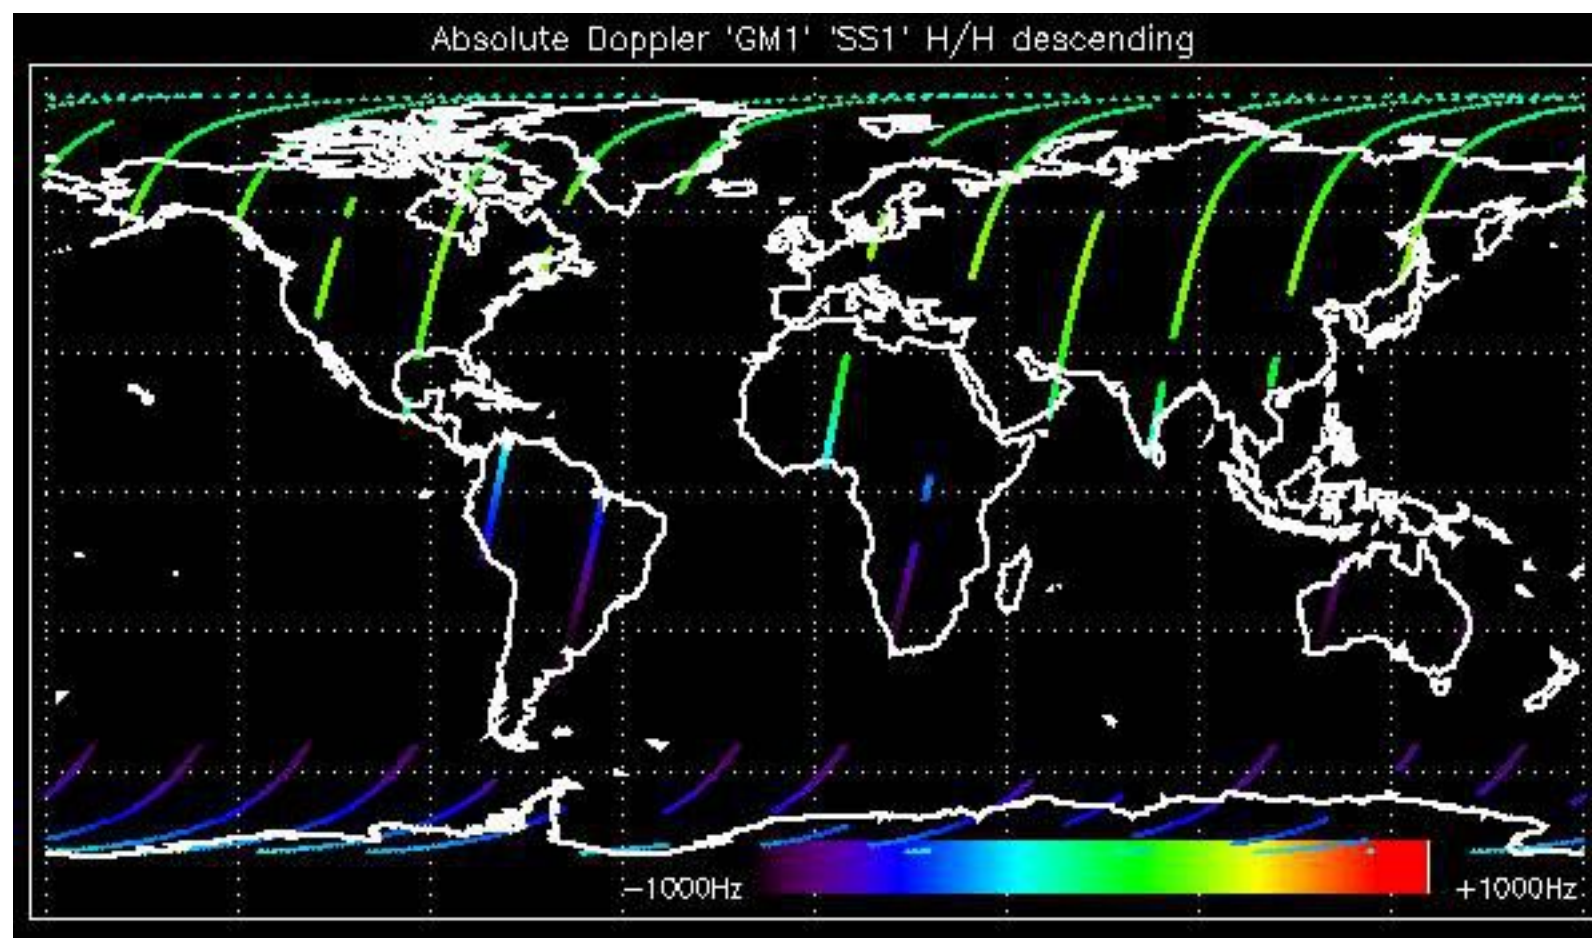 Absolute Doppler 'GM1' 'SS1' H/H descending
−1000Hz
+1000Hz